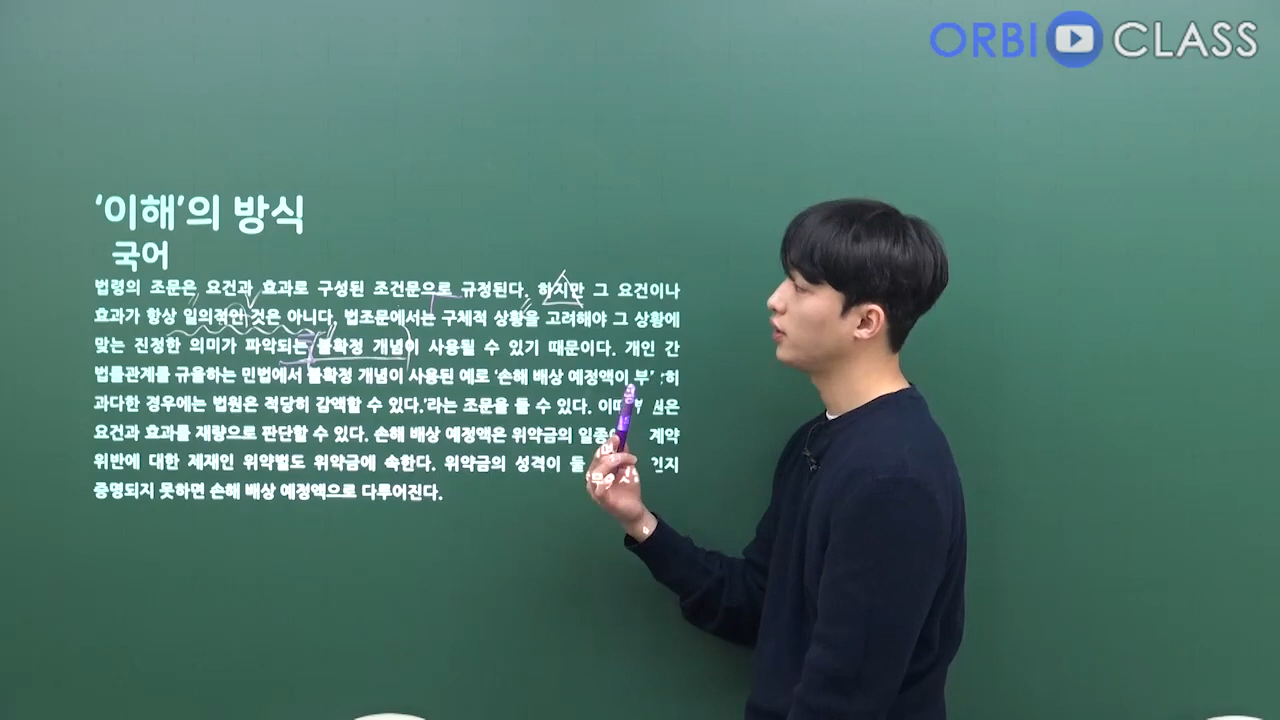 ORBI CLASS
‘이해’의 방식
국어
법령의 조문은 요건과 효과로 구성된 조건문으로 규정된다. 하지만 그 요건이나
효과가 항상 일의적인 것은 아니다. 법조문에서는 구체적 상황을 고려해야 그 상황에
맞는 진정한 의미가 파악되는 불확정 개념이 사용될 수 있기 때문이다. 개인 간
법률관계를 규율하는 민법에서 불확정 개념이 사용된 예로 ‘손해 배상 예정액이
과다한 경우에는 법원은 적당히 감액할 수 있다.’라는 조문을 들 수 있다.
요건과 효과를 재량으로 판단할 수 있다. 손해 배상 예정액은 위약금의 계약
위반에 대한 제재인 위약벌도 위약금에 속한다. 위약금의 성격이 둘
증명되지 못하면 손해 배상 예정액으로 다루어진다.